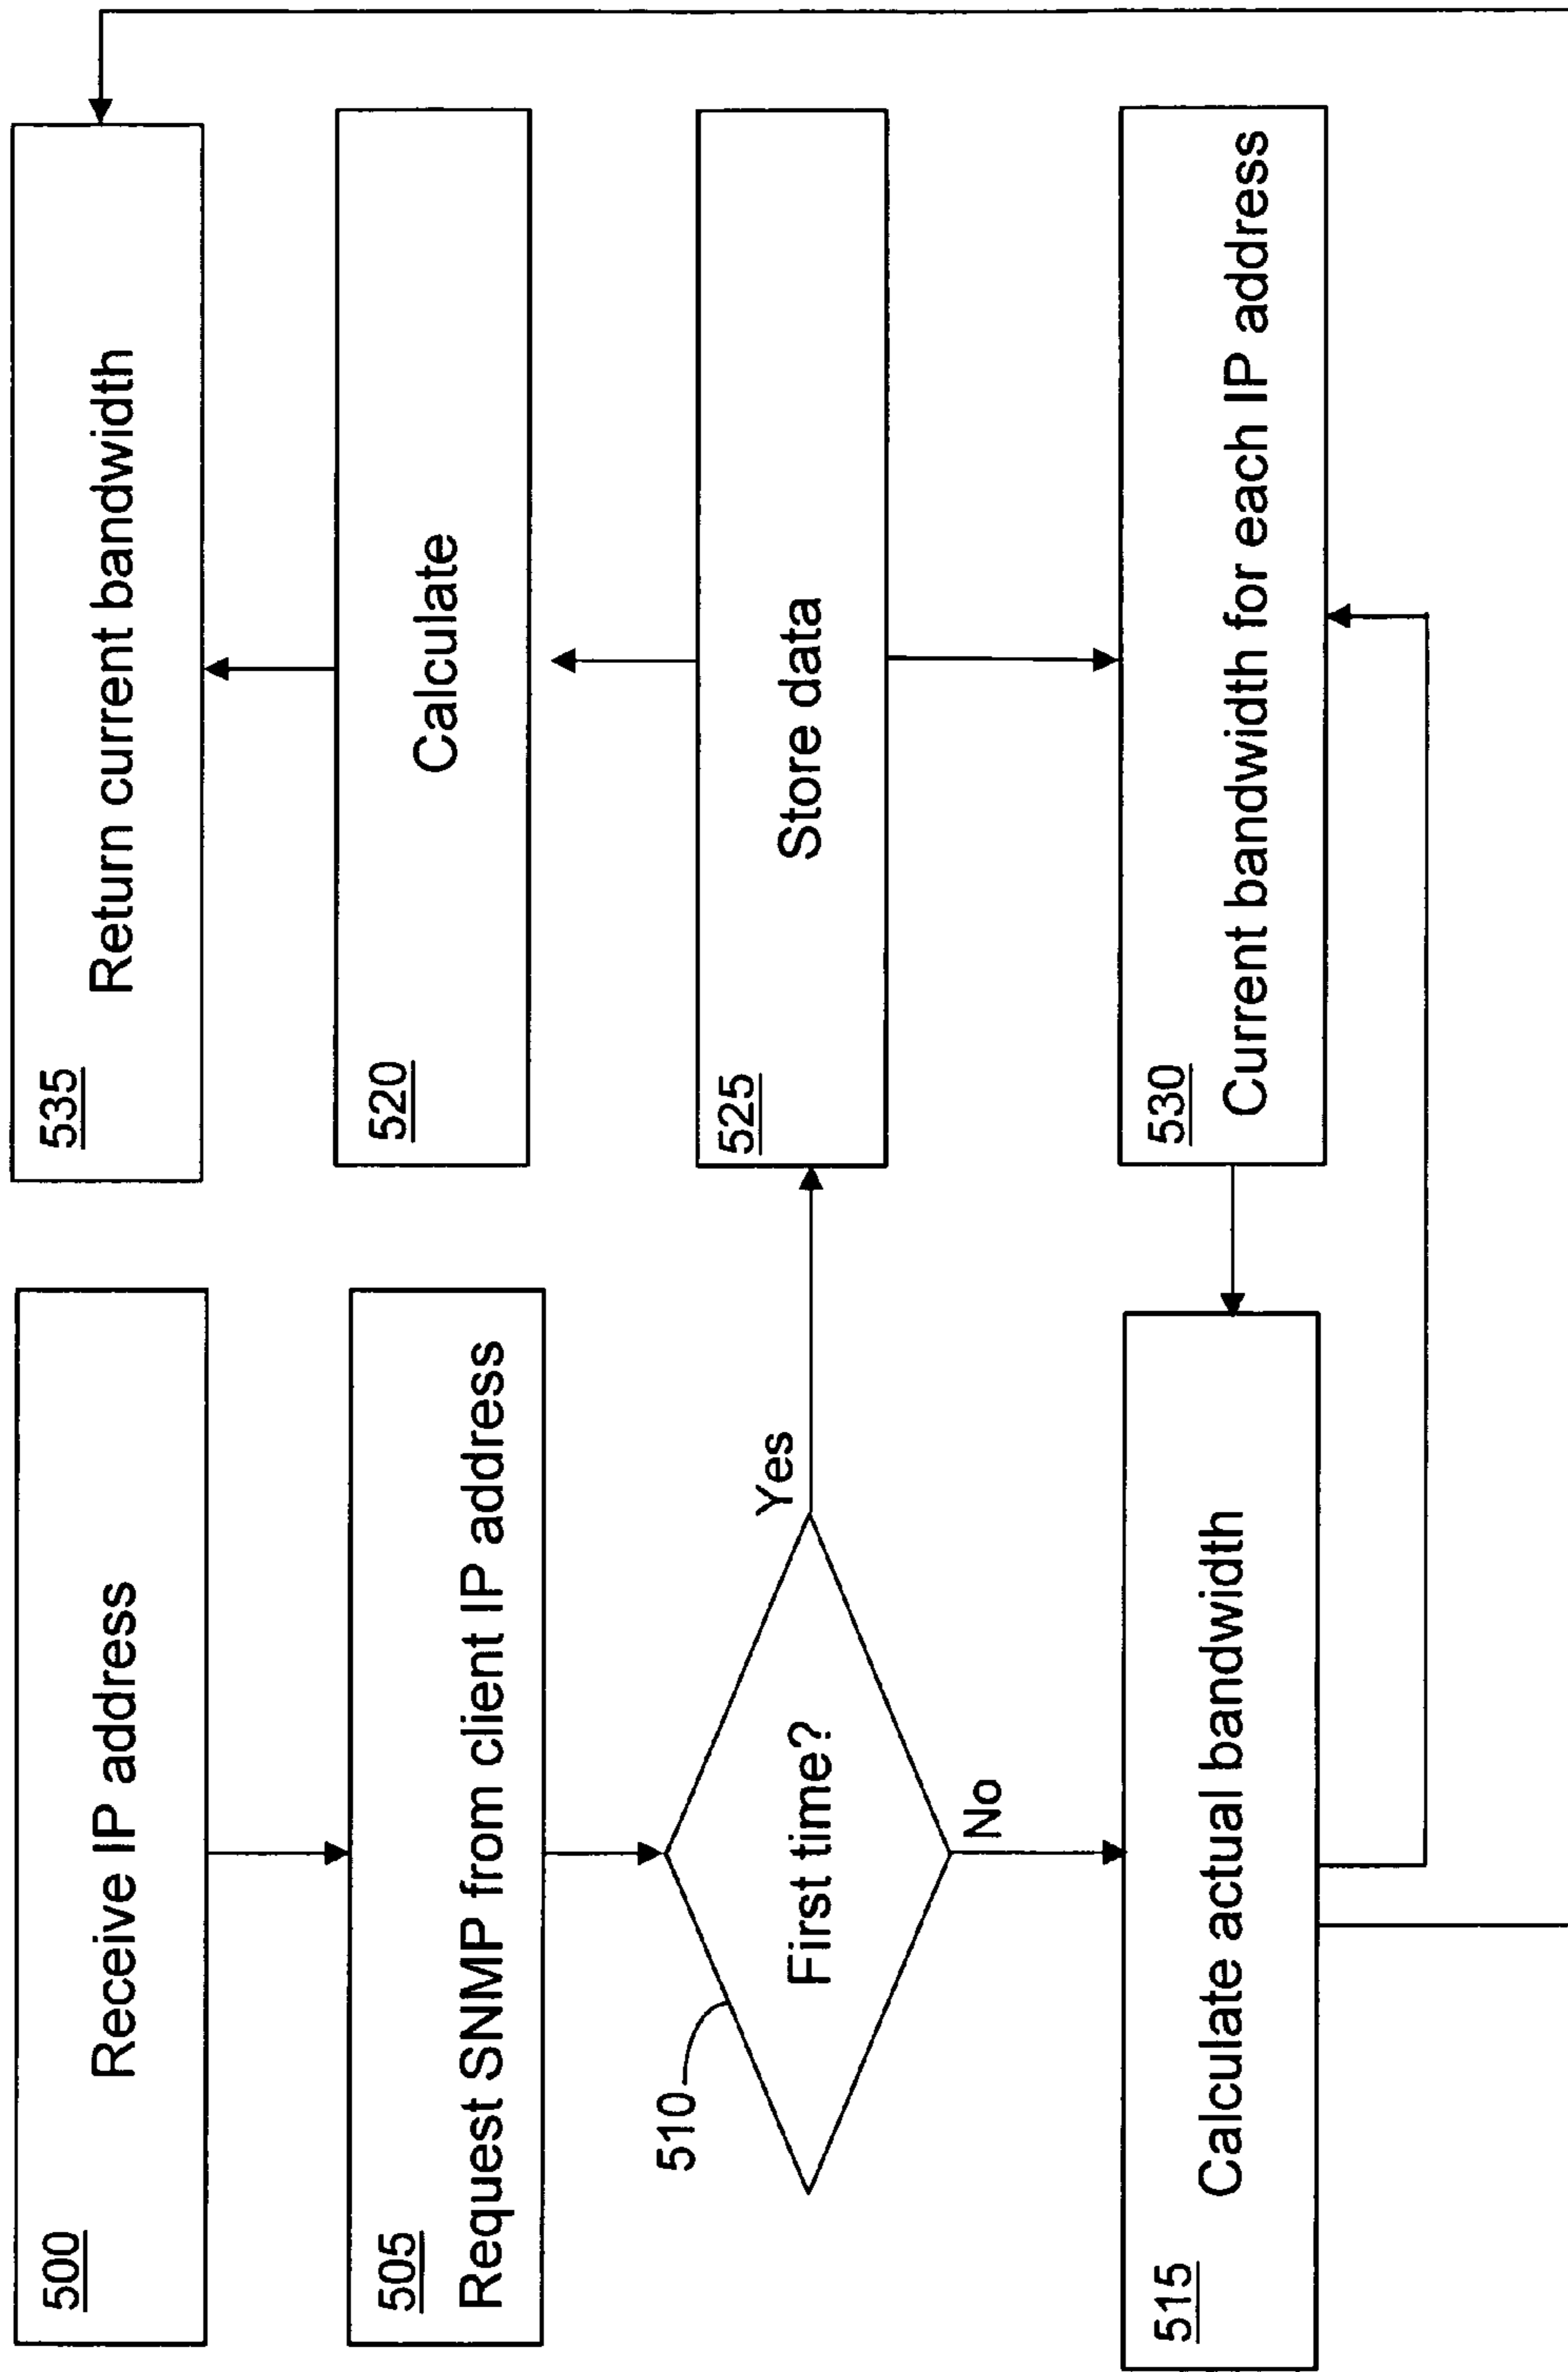 500
Receive IP address
505
Request SNMP from client IP address
510
First time?
Yes
No
515
Calculate actual bandwidth
535
Return current bandwidth
520
Calculate
525
Store data
530
Current bandwidth for each IP address